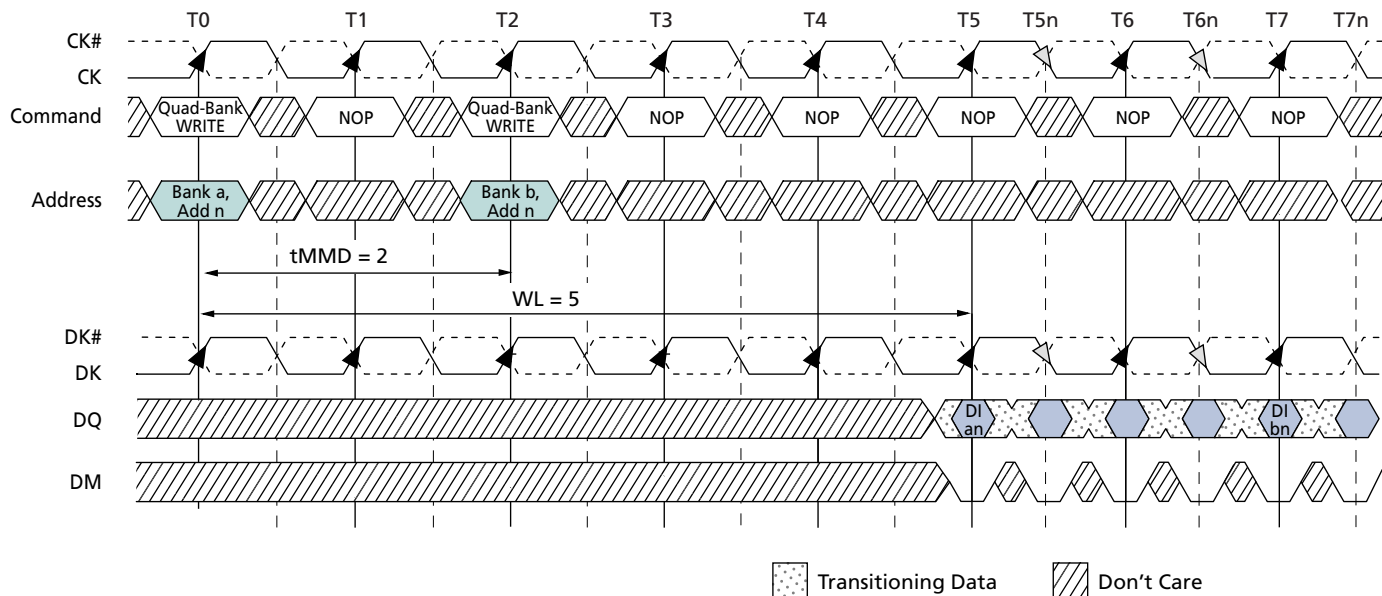 T0 T1 T2 T3 T4 T5 T5n T6 T6n T7 T7n
CK#
CK
Command Quad-Bank WRITE NOP Quad-Bank WRITE NOP NOP NOP NOP NOP
Address Bank a, Add n Bank b, Add n
tMMD = 2
WL = 5
DK#
DK
DQ DI an DI bn
DM
Transitioning Data Don't Care